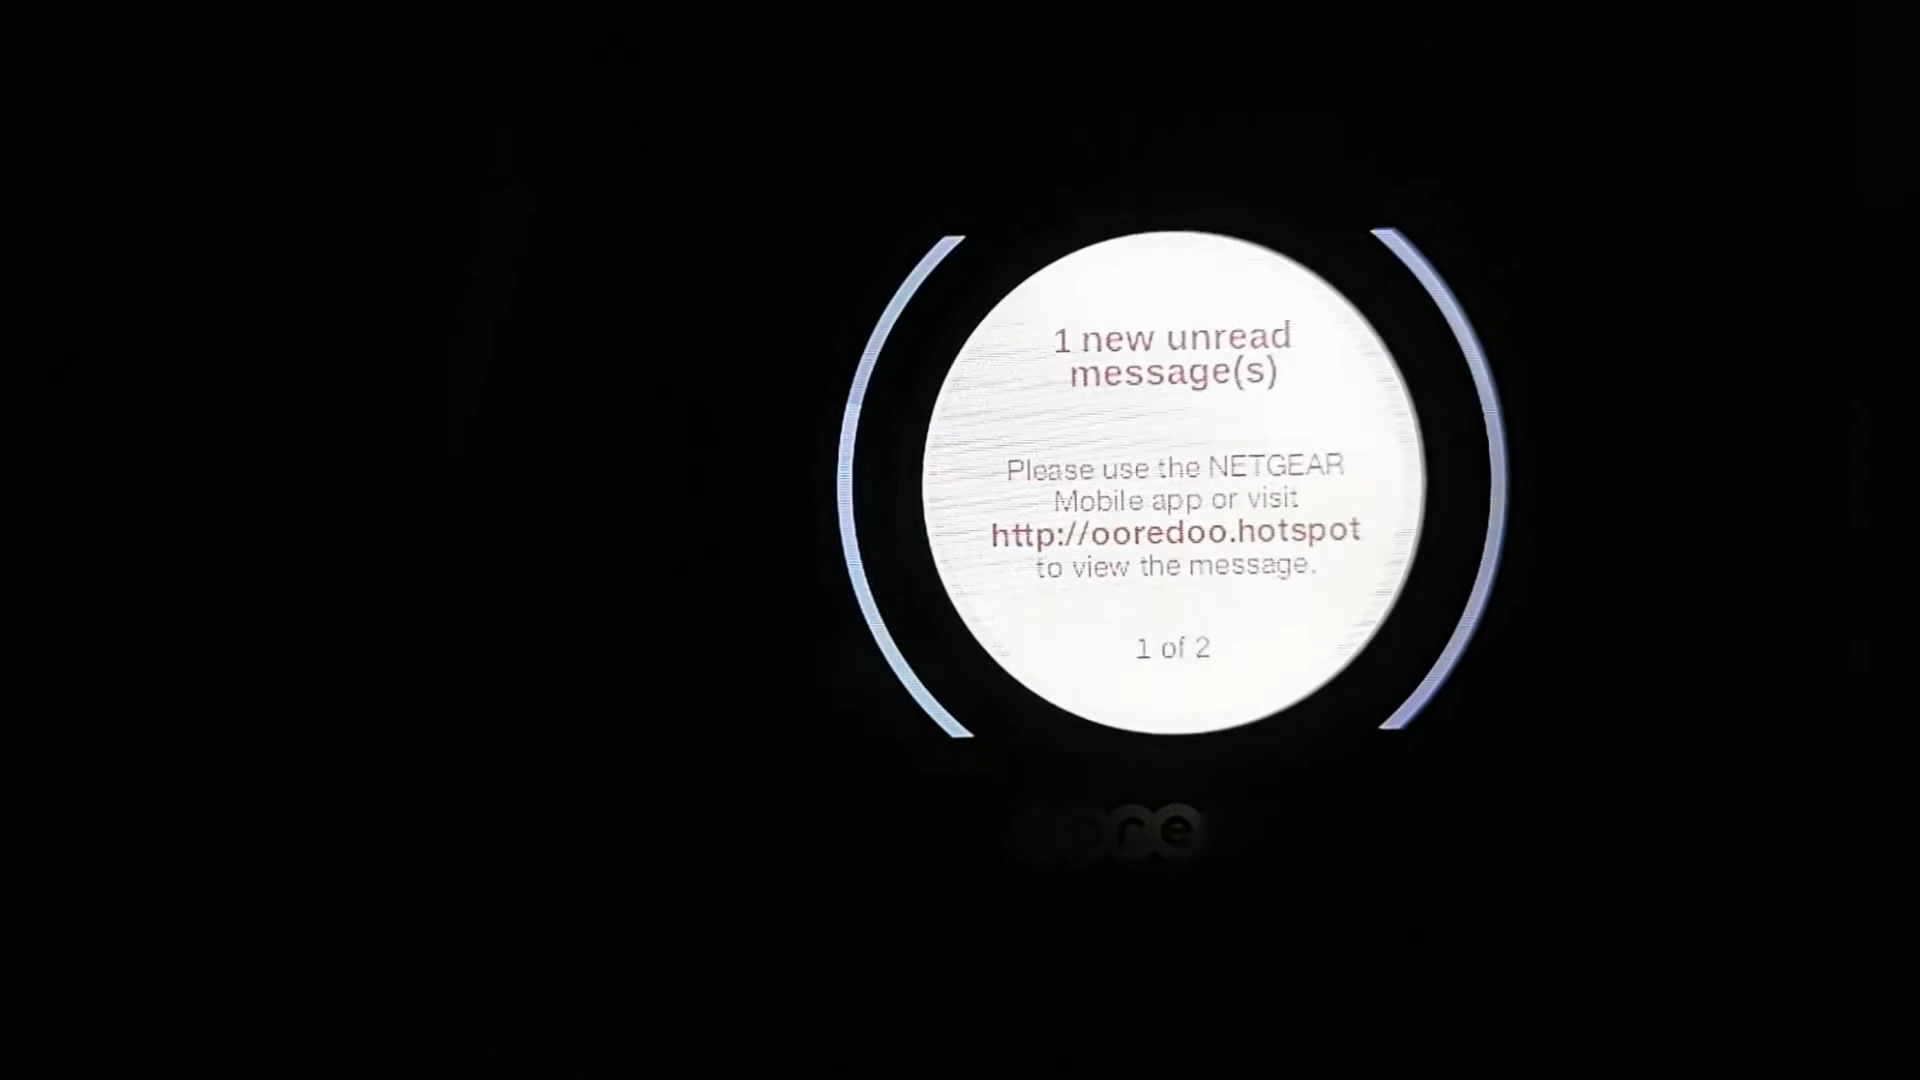 1 new unread
message(s)
Please use the NETGEAR
Mobile app or visit
http://ooredoo.hotspot
to view the message.
1 of 2
re